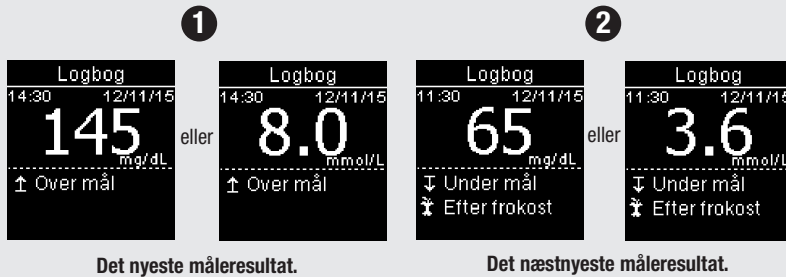 1
Logbog
14:30 12/11/15
145
mg/dL
↑ Over mål
eller
Logbog
14:30 12/11/15
8.0
mmol/L
↑ Over mål
Det nyeste måleresultat.
2
Logbog
11:30 12/11/15
65
mg/dL
↧ Under mål
Efter frokost
eller
Logbog
11:30 12/11/15
3.6
mmol/L
↧ Under mål
Efter frokost
Det næstnyeste måleresultat.